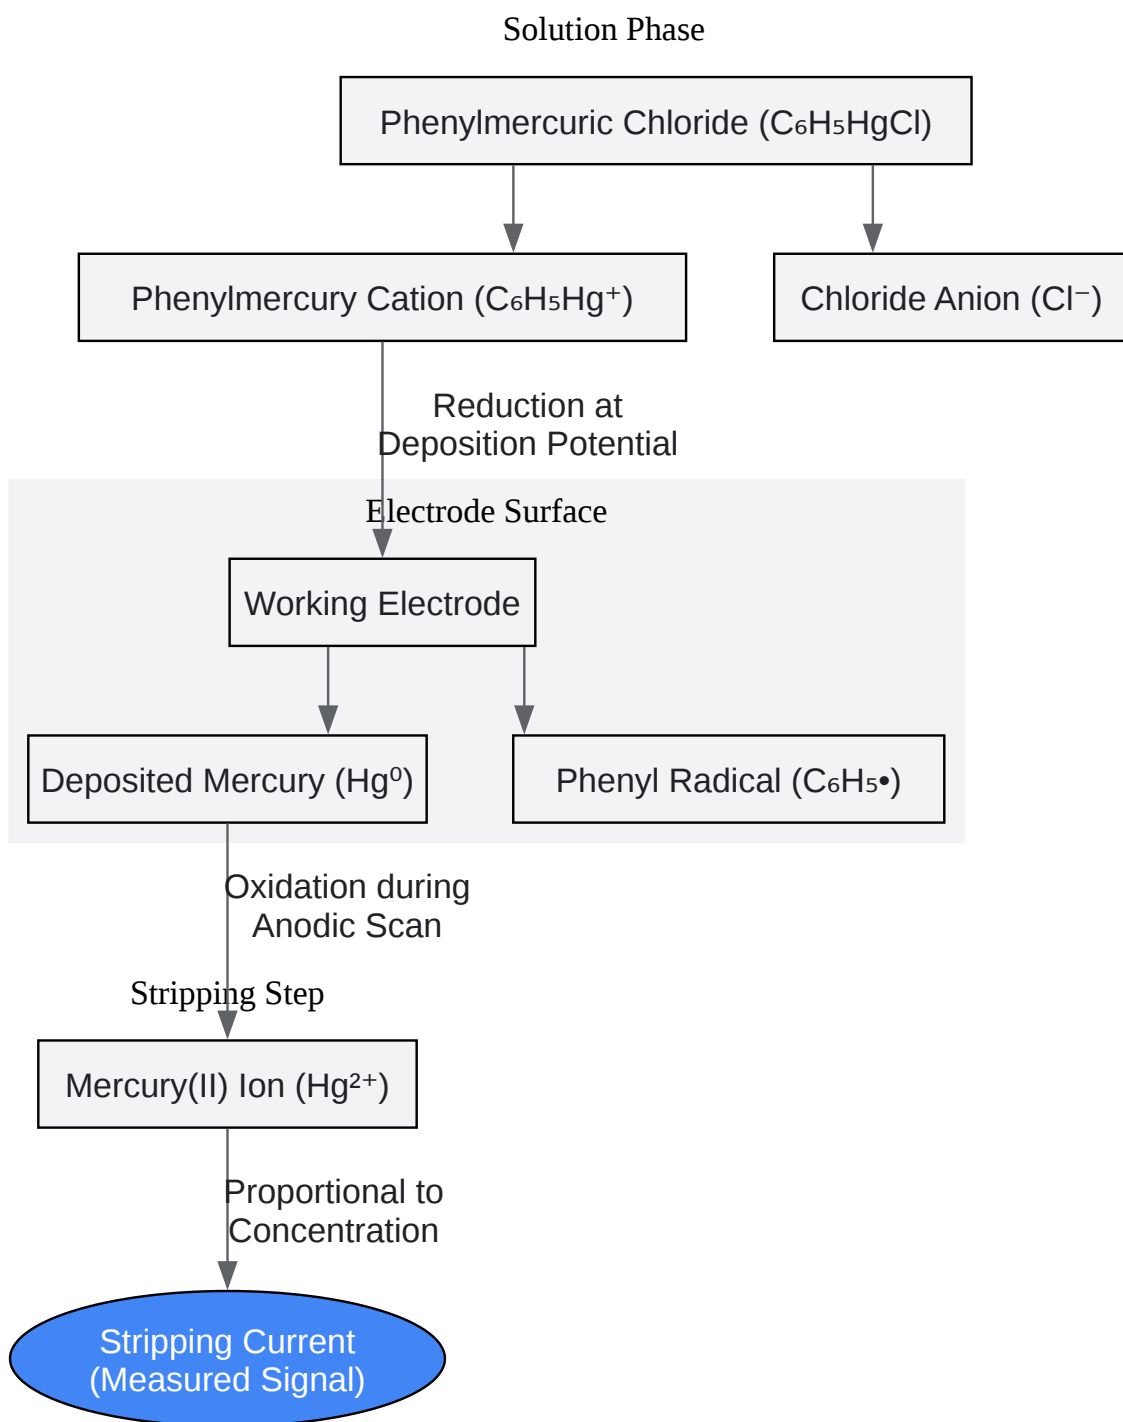 Solution Phase
Phenylmercuric Chloride (C₆H₅HgCl)
Phenylmercury Cation (C₆H₅Hg⁺)
Chloride Anion (Cl⁻)
Reduction at
Deposition Potential
Electrode Surface
Working Electrode
Deposited Mercury (Hg⁰)
Phenyl Radical (C₆H₅•)
Oxidation during
Anodic Scan
Stripping Step
Mercury(II) Ion (Hg²⁺)
Proportional to
Concentration
Stripping Current
(Measured Signal)